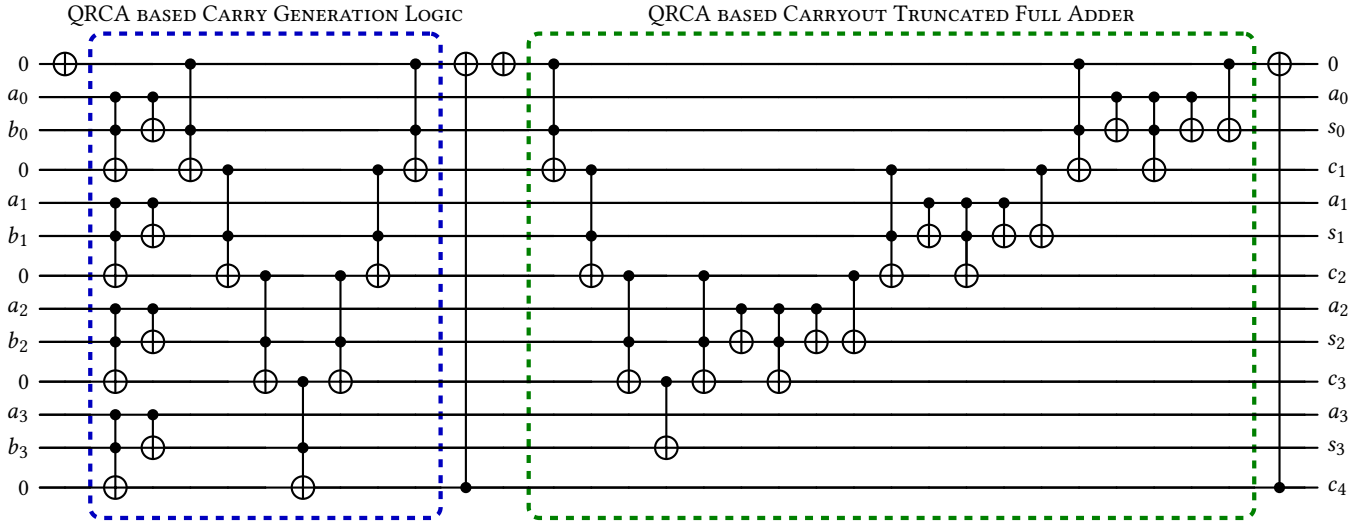 QRCA BASED CARRY GENERATION LOGIC QRCA BASED CARRYOUT TRUNCATED FULL ADDER
0 0
a₀ a₀
b₀ s₀
0 c₁
a₁ a₁
b₁ s₁
0 c₂
a₂ a₂
b₂ s₂
0 c₃
a₃ a₃
b₃ s₃
0 c₄